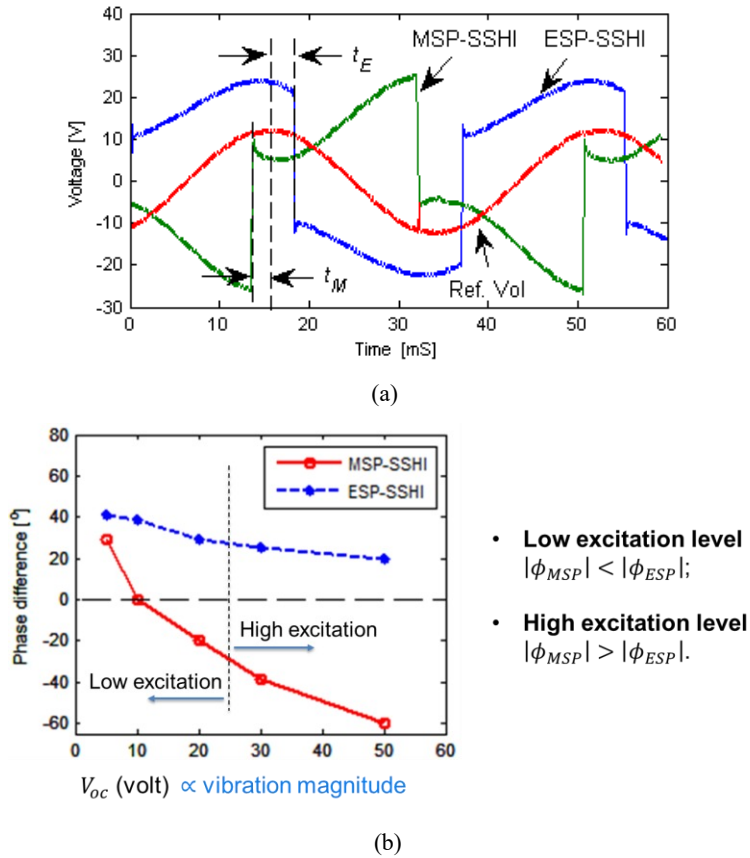 40
30
20
10
0
-10
-20
-30
Voltage [V]
t_E
MSP-SSHI
ESP-SSHI
t_M
Ref. Vol
0
10
20
30
40
50
60
Time [mS]
(a)
80
60
40
20
0
-20
-40
-60
Phase difference [⁰]
MSP-SSHI
ESP-SSHI
High excitation
Low excitation
0
10
20
30
40
50
60
V_oc (volt) ∝ vibration magnitude
• Low excitation level
|ϕ_MSP| < |ϕ_ESP|;
• High excitation level
|ϕ_MSP| > |ϕ_ESP|.
(b)